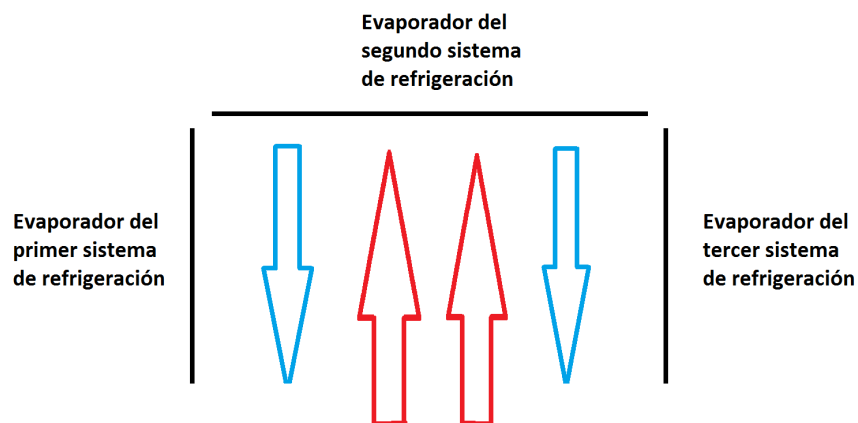 Evaporador del
segundo sistema
de refrigeración
Evaporador del
primer sistema
de refrigeración
Evaporador del
tercer sistema
de refrigeración